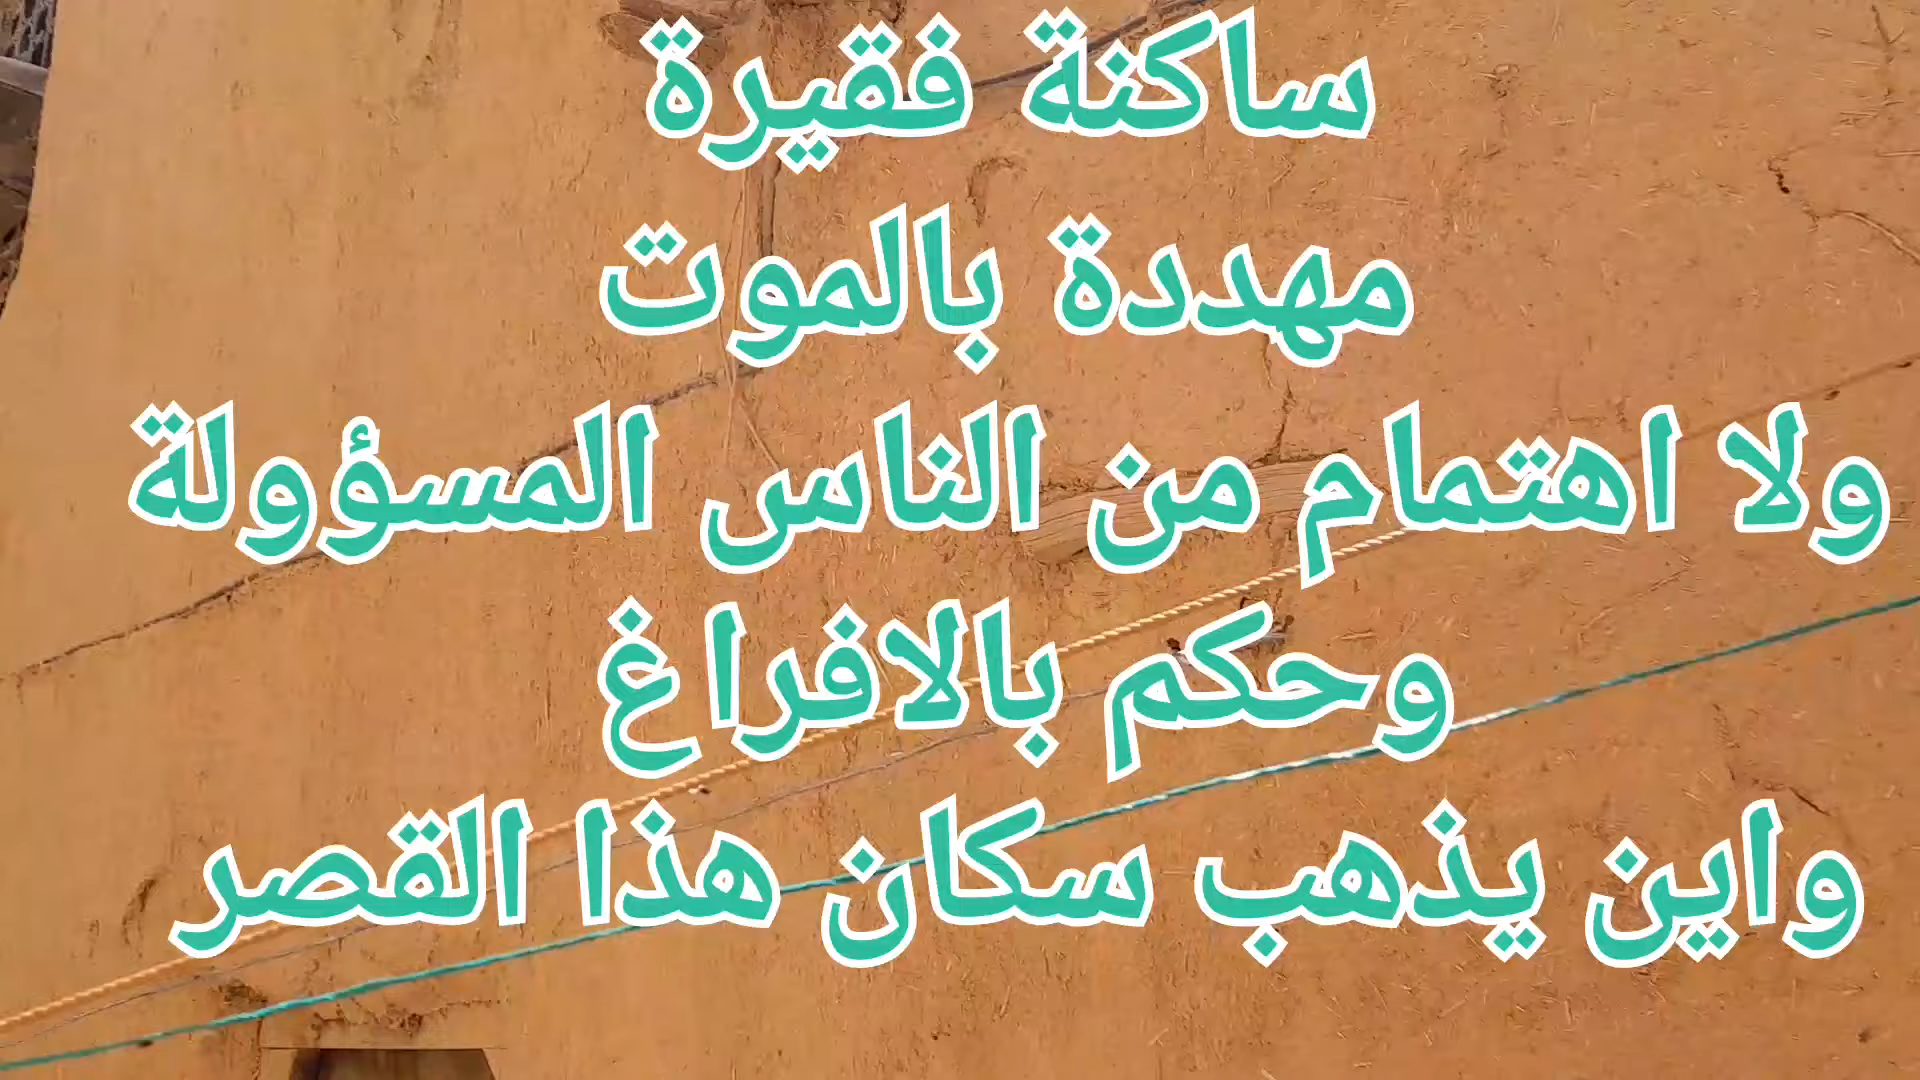 ساكنة فقيرة
مهددة بالموت
ولا اهتمام من الناس المسؤولة
وحكم بالافراغ
واين يذهب سكان هذا القصر